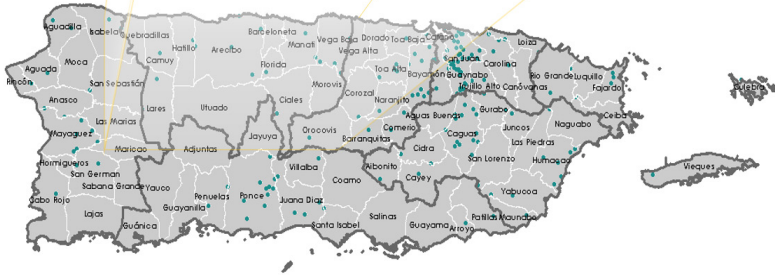 Aguadilla
Isabela
Quebradillas
Camuy
Hatillo
Arecibo
Barceloneta
Manati
Vega Baja
Vega Alta
Dorado
Toa Baja
Toa Alta
Cataño
San Juan
Guaynabo
Bayamón
Trujillo Alto
Carolina
Loiza
Canóvanas
Rio Grande
Luquillo
Fajardo
Ceiba
Culebra
Moca
Aguada
Rincón
San Sebastián
Anasco
Lares
Utuado
Florida
Ciales
Morovis
Corozal
Naranjito
Las Marias
Mayaguez
Maricao
Adjuntas
Jayuya
Orocovis
Barranquitas
Comerio
Aguas Buenas
Caguas
Gurabo
Juncos
Las Piedras
Naguabo
Humacao
Hormigueros
San German
Sabana Grande
Cabo Rojo
Lajas
Yauco
Guánica
Guayanilla
Penuelas
Ponce
Juana Diaz
Villalba
Coamo
Santa Isabel
Aibonito
Cidra
Cayey
San Lorenzo
Salinas
Guayama
Arroyo
Patillas
Maunabo
Yabucoa
Vieques